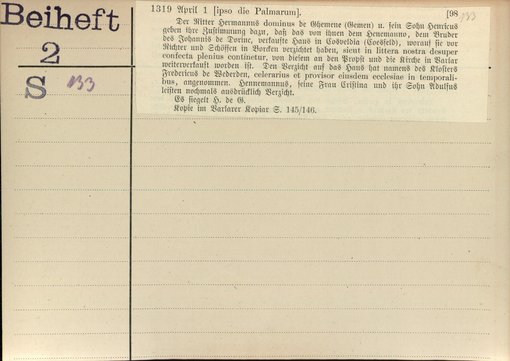 Beiheft
2
S 133
1319 April 1 [ipso die Palmarum]. [98 133
Der Ritter Hermannus dominus de Ghemene (Gemen) u. sein Sohn Henricus
geben ihre Zustimmung dazu, daß das von ihnen dem Henemanno, dem Bruder
des Johannis de Dorine, verkaufte Haus in Cosveldia (Coesfeld), worauf sie vor
Richter und Schöffen in Borcken verzichtet haben, sicut in littera nostra desuper
confecta plenius continetur, von diesem an den Propst und die Kirche in Varlar
weiterverkauft worden ist. Den Verzicht auf das Haus hat namens des Klosters
Fredericus de Wederden, celerarius et provisor eiusdem ecclesiae in temporali-
bus, angenommen. Hennemannus, seine Frau Cristina und ihr Sohn Adulfus
leisten nochmals ausdrücklich Verzicht.
Es siegelt H. de G.
Kopie im Varlarer Kopiar S. 145/146.